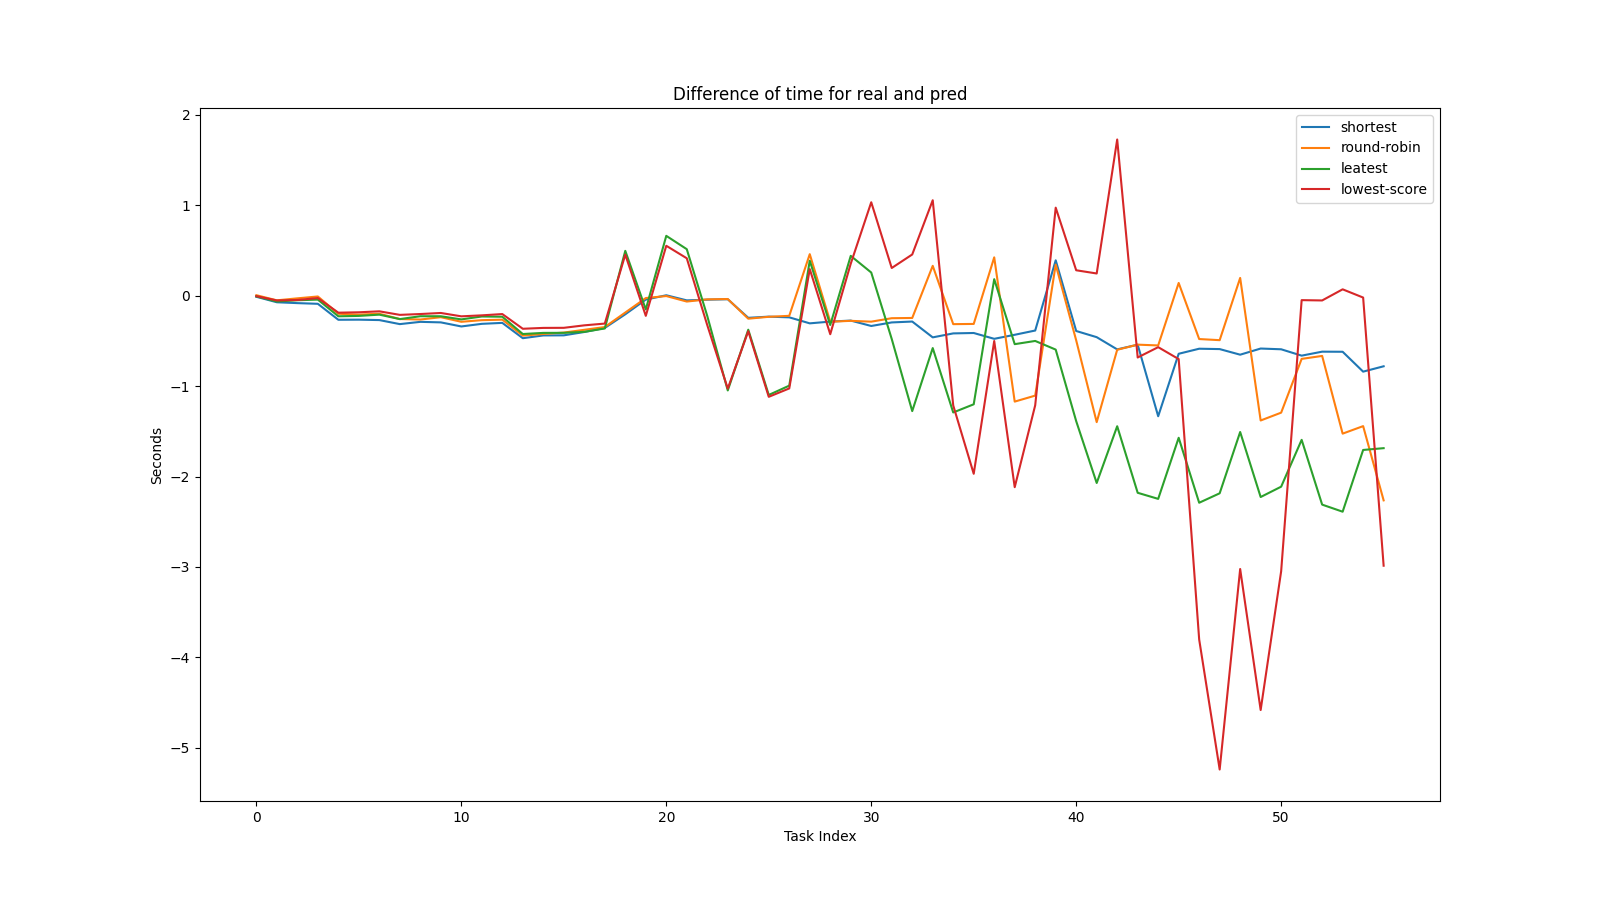 Difference of time for real and pred
2
1
0
−1
−2
−3
−4
−5
Seconds
0
10
20
30
40
50
Task Index
shortest
round-robin
leatest
lowest-score